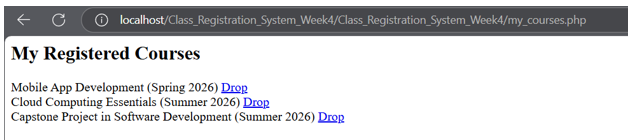 localhost/Class_Registration_System_Week4/Class_Registration_System_Week4/my_courses.php
My Registered Courses
Mobile App Development (Spring 2026) Drop
Cloud Computing Essentials (Summer 2026) Drop
Capstone Project in Software Development (Summer 2026) Drop